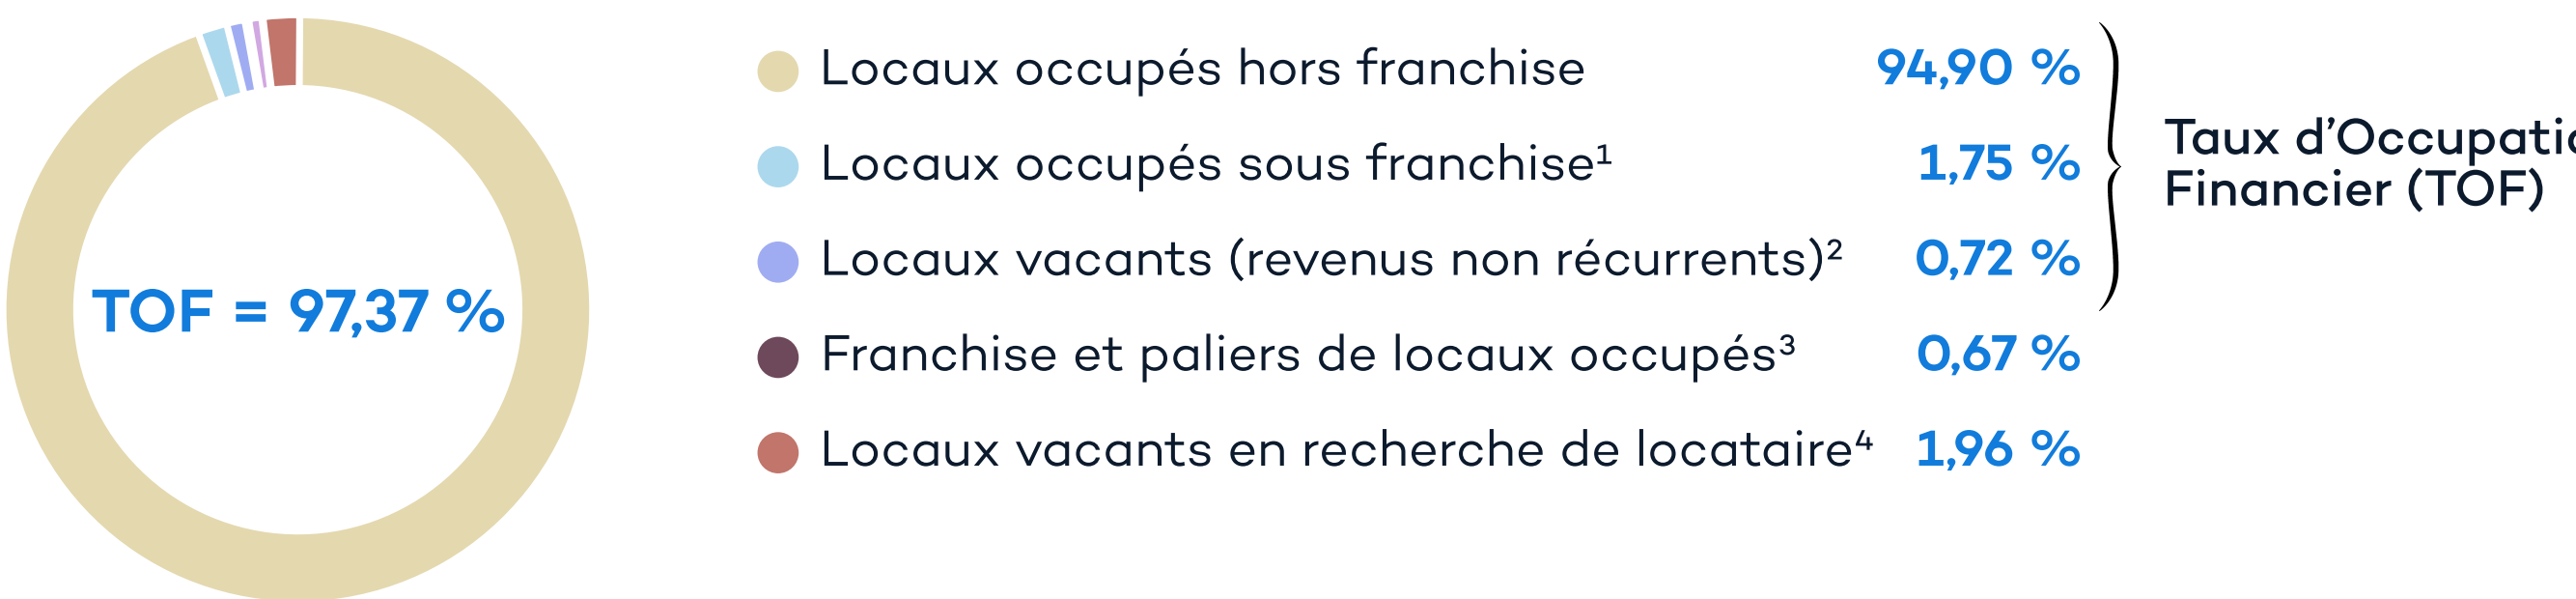 TOF = 97,37 %
Locaux occupés hors franchise 94,90 %
Locaux occupés sous franchise¹ 1,75 %
Locaux vacants (revenus non récurrents)² 0,72 %
Franchise et paliers de locaux occupés³ 0,67 %
Locaux vacants en recherche de locataire⁴ 1,96 %
Taux d’Occupatio
Financier (TOF)